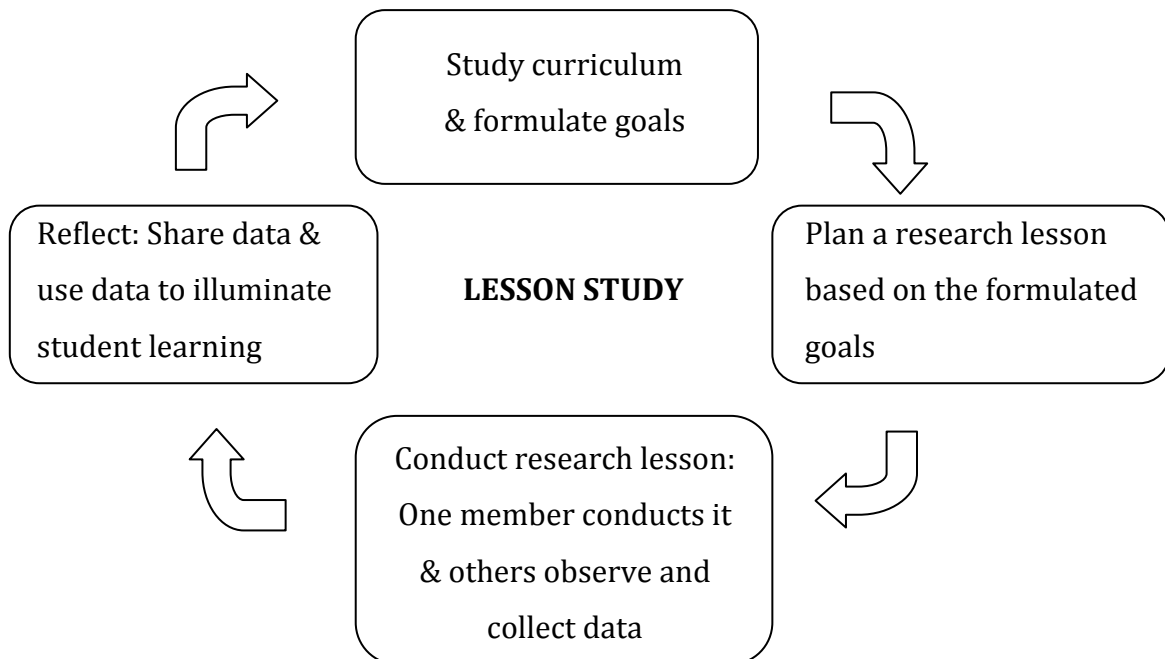 Study curriculum
& formulate goals
Reflect: Share data &
use data to illuminate
student learning
LESSON STUDY
Plan a research lesson
based on the formulated
goals
Conduct research lesson:
One member conducts it
& others observe and
collect data